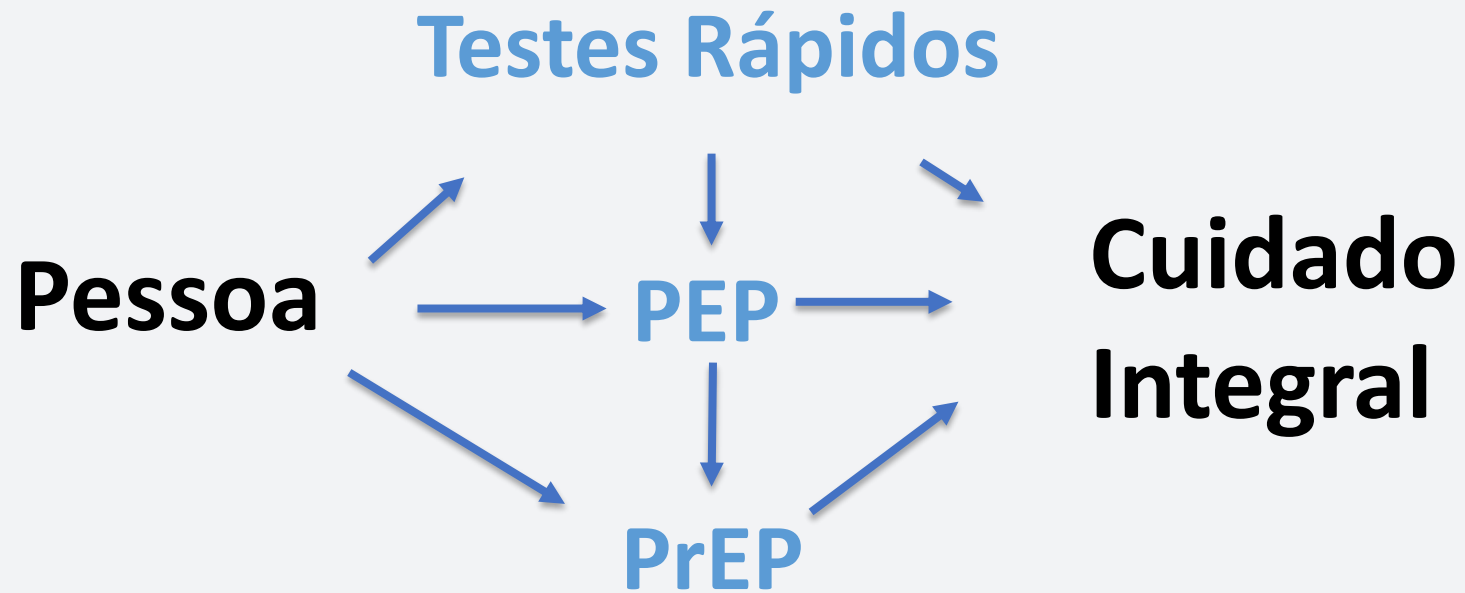 Testes Rápidos
Pessoa
PEP
Cuidado
Integral
PrEP